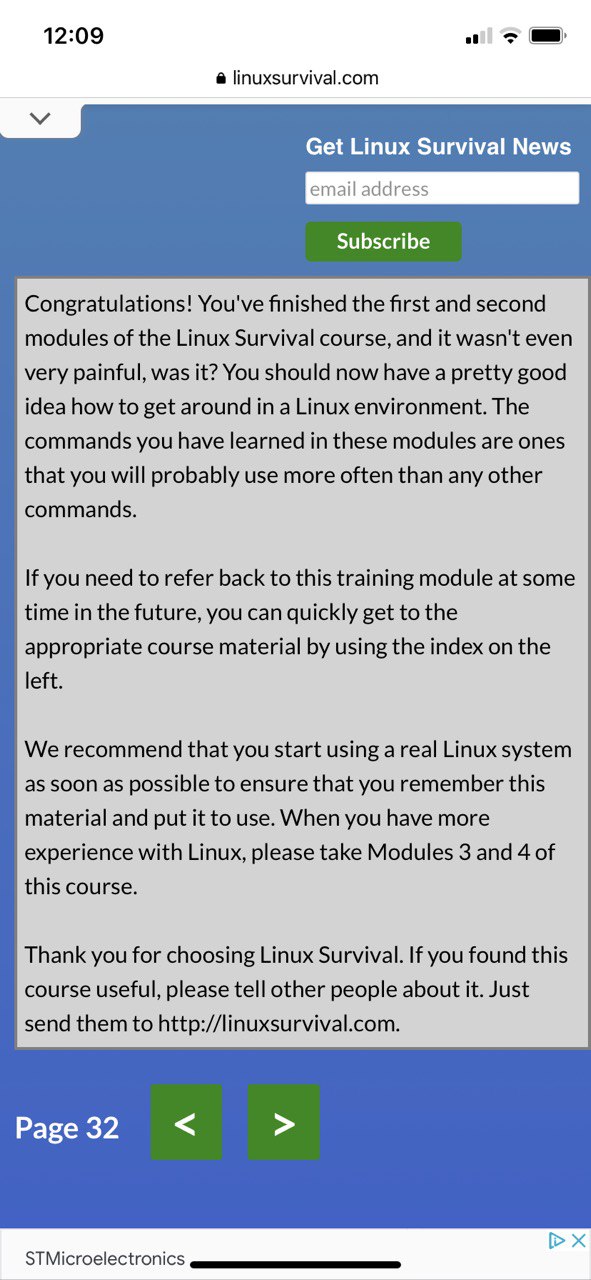 12:09
linuxsurvival.com
Get Linux Survival News
email address
Subscribe
Congratulations! You've finished the first and second
modules of the Linux Survival course, and it wasn't even
very painful, was it? You should now have a pretty good
idea how to get around in a Linux environment. The
commands you have learned in these modules are ones
that you will probably use more often than any other
commands.
If you need to refer back to this training module at some
time in the future, you can quickly get to the
appropriate course material by using the index on the
left.
We recommend that you start using a real Linux system
as soon as possible to ensure that you remember this
material and put it to use. When you have more
experience with Linux, please take Modules 3 and 4 of
this course.
Thank you for choosing Linux Survival. If you found this
course useful, please tell other people about it. Just
send them to http://linuxsurvival.com.
Page 32 < >
STMicroelectronics